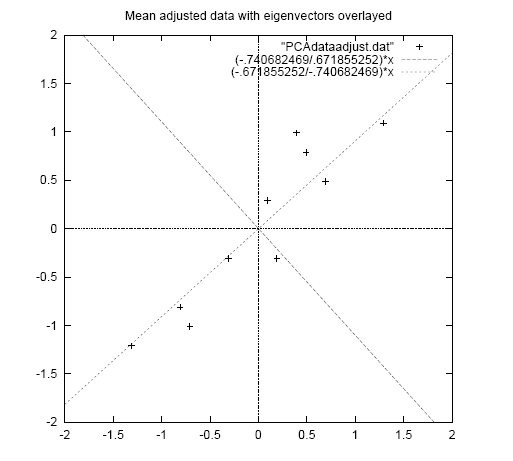 Mean adjusted data with eigenvectors overlayed
"PCAdataadjust.dat"
(-.740682469/.671855252)*x
(-.671855252/-.740682469)*x
2
1.5
1
0.5
0
-0.5
-1
-1.5
-2
-2 -1.5 -1 -0.5 0 0.5 1 1.5 2